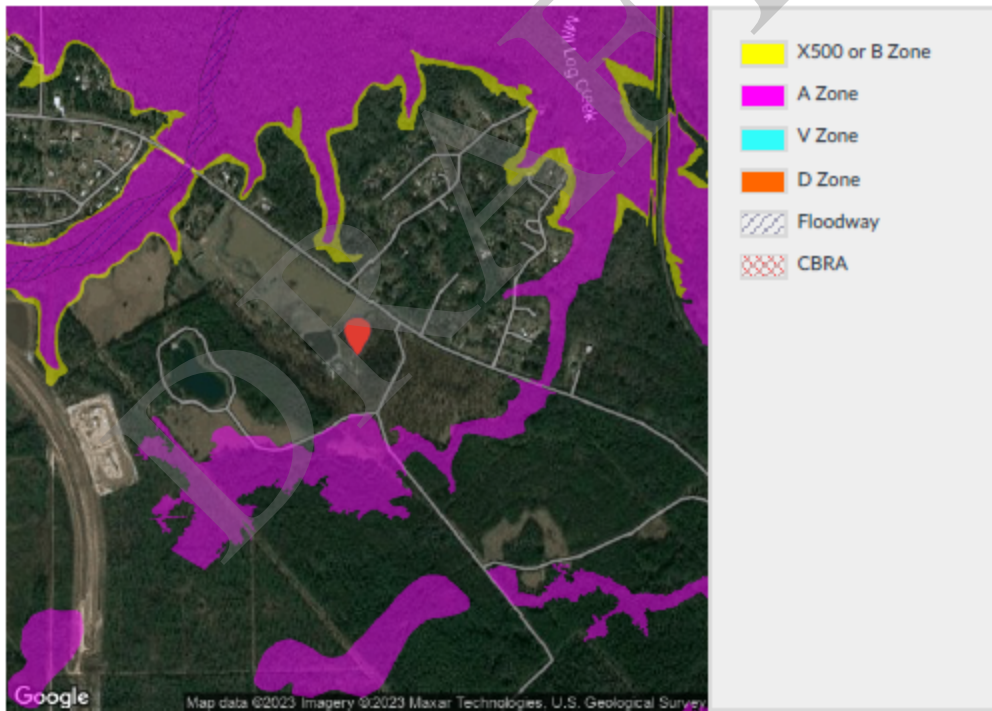 Mill Log Creek
X500 or B Zone
A Zone
V Zone
D Zone
Floodway
CBRA
DRAFT
Google
Map data ©2023 Imagery ©2023 Maxar Technologies, U.S. Geological Survey